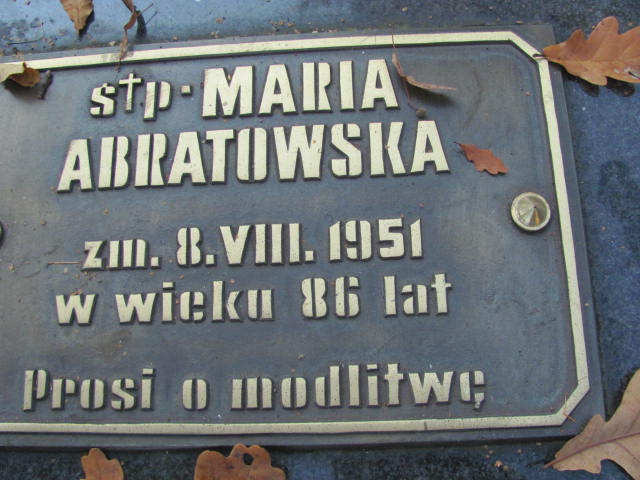 ś†p · MARIA
ABRATOWSKA
zm. 8. VIII. 1951
w wieku 86 lat
Prosi o modlitwę